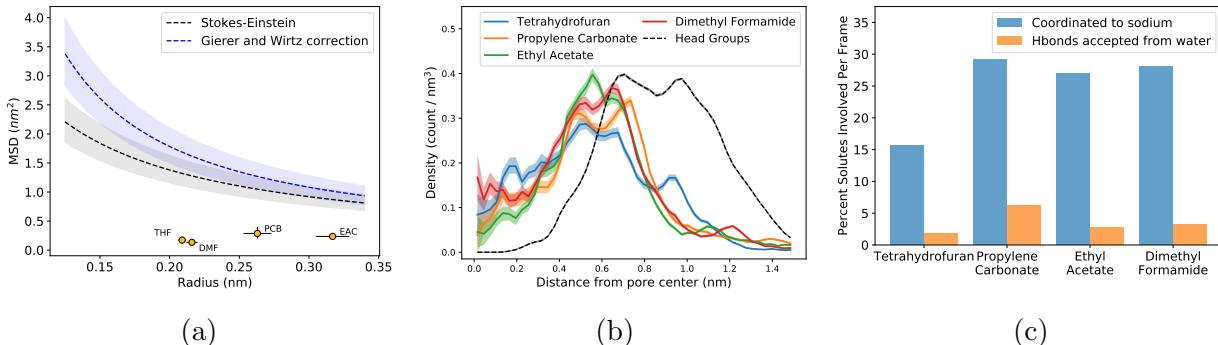 4.0
3.5
3.0
2.5
2.0
1.5
1.0
0.5
0.0
MSD (nm²)
Stokes-Einstein
Gierer and Wirtz correction
THF
DMF
PCB
EAC
0.15 0.20 0.25 0.30 0.35
Radius (nm)
(a)
Tetrahydrofuran
Propylene Carbonate
Ethyl Acetate
Dimethyl Formamide
Head Groups
0.5
0.4
0.3
0.2
0.1
0.0
Density (count / nm³)
0.0 0.2 0.4 0.6 0.8 1.0 1.2 1.4
Distance from pore center (nm)
(b)
35
30
25
20
15
10
5
0
Percent Solutes Involved Per Frame
Coordinated to sodium
Hbonds accepted from water
Tetrahydrofuran
Propylene
Carbonate
Ethyl
Acetate
Dimethyl
Formamide
(c)